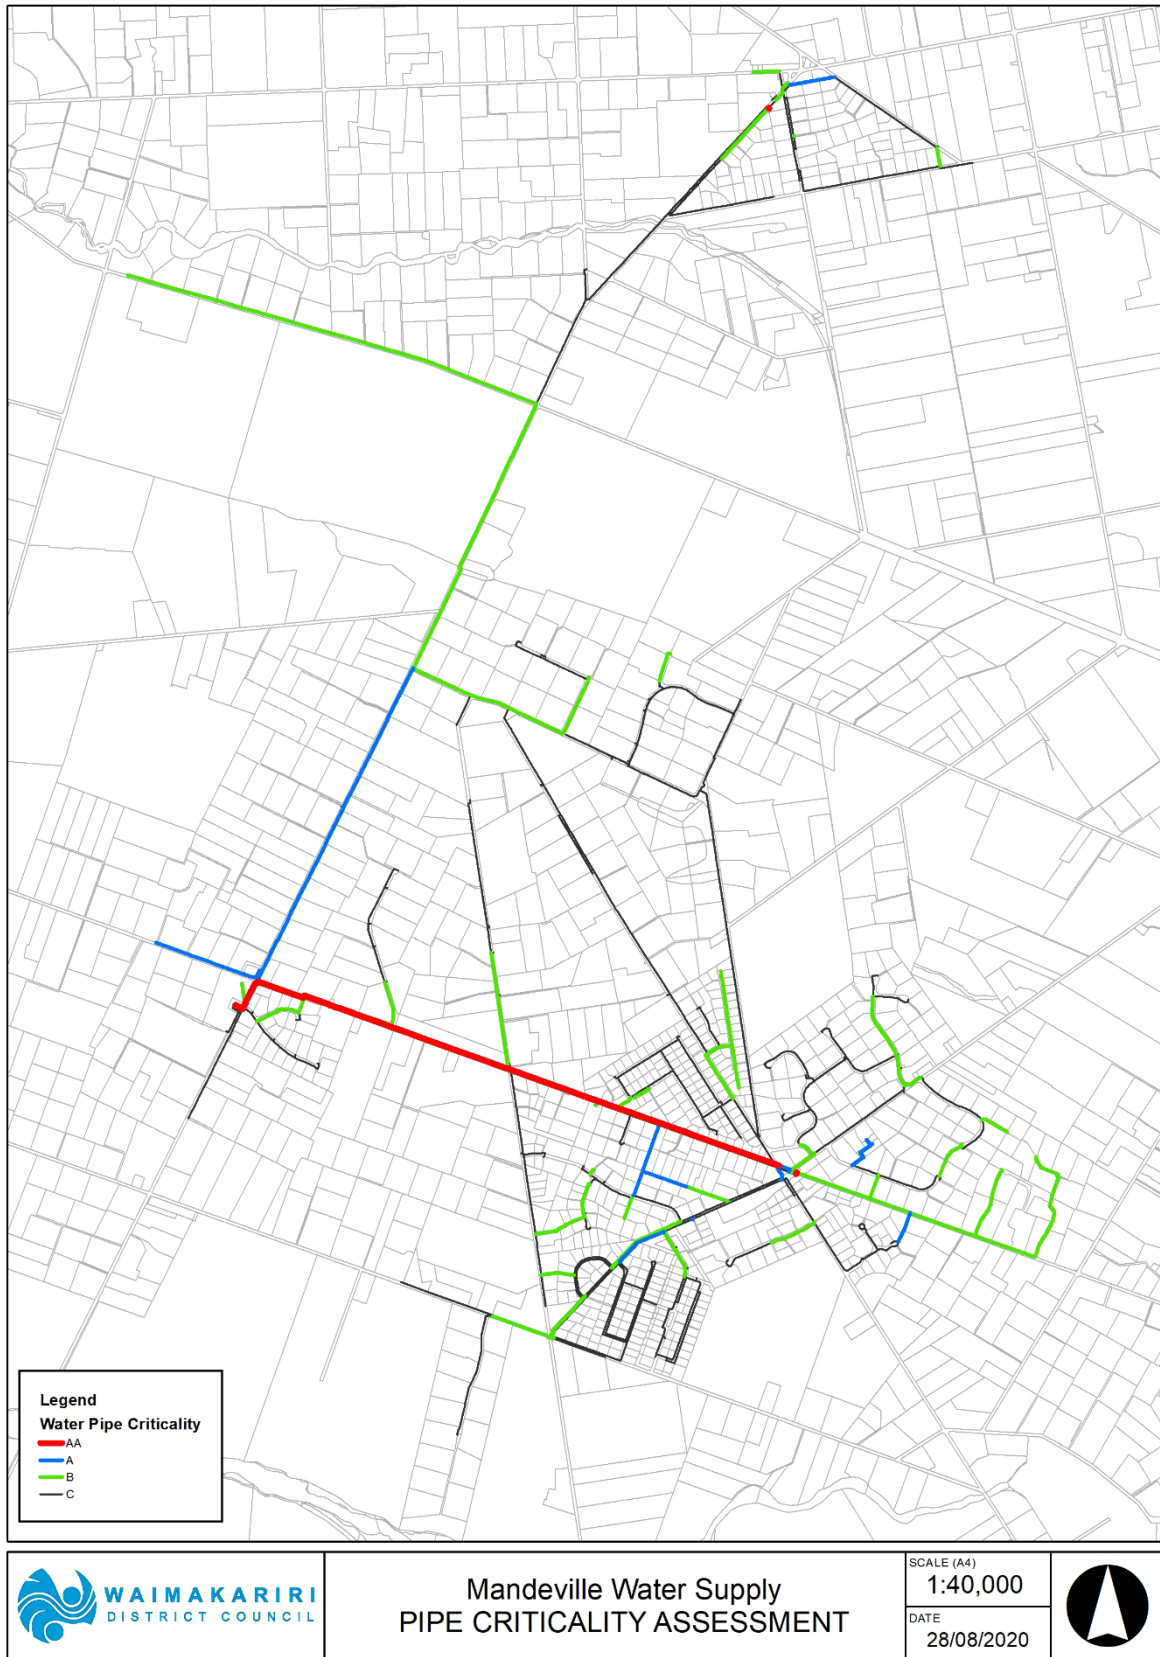 Legend
Water Pipe Criticality
AA
A
B
C
WAIMAKARIRI
DISTRICT COUNCIL
Mandeville Water Supply
PIPE CRITICALITY ASSESSMENT
SCALE (A4)
1:40,000
DATE
28/08/2020